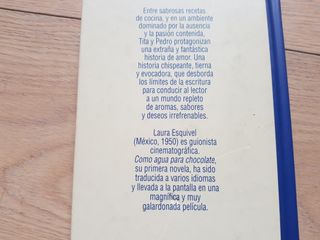 Entre sabrosas recetas
de cocina, y en un ambiente
dominado por la ausencia
y la pasión contenida,
Tita y Pedro protagonizan
una extraña y fantástica
historia de amor. Una
historia chispeante, tierna
y evocadora, que desborda
los límites de la escritura
para conducir al lector
a un mundo repleto
de aromas, sabores
y deseos irrefrenables.
Laura Esquivel
(México, 1950) es guionista
cinematográfica.
Como agua para chocolate,
su primera novela, ha sido
traducida a varios idiomas
y llevada a la pantalla en una
magnífica y muy
galardonada película.